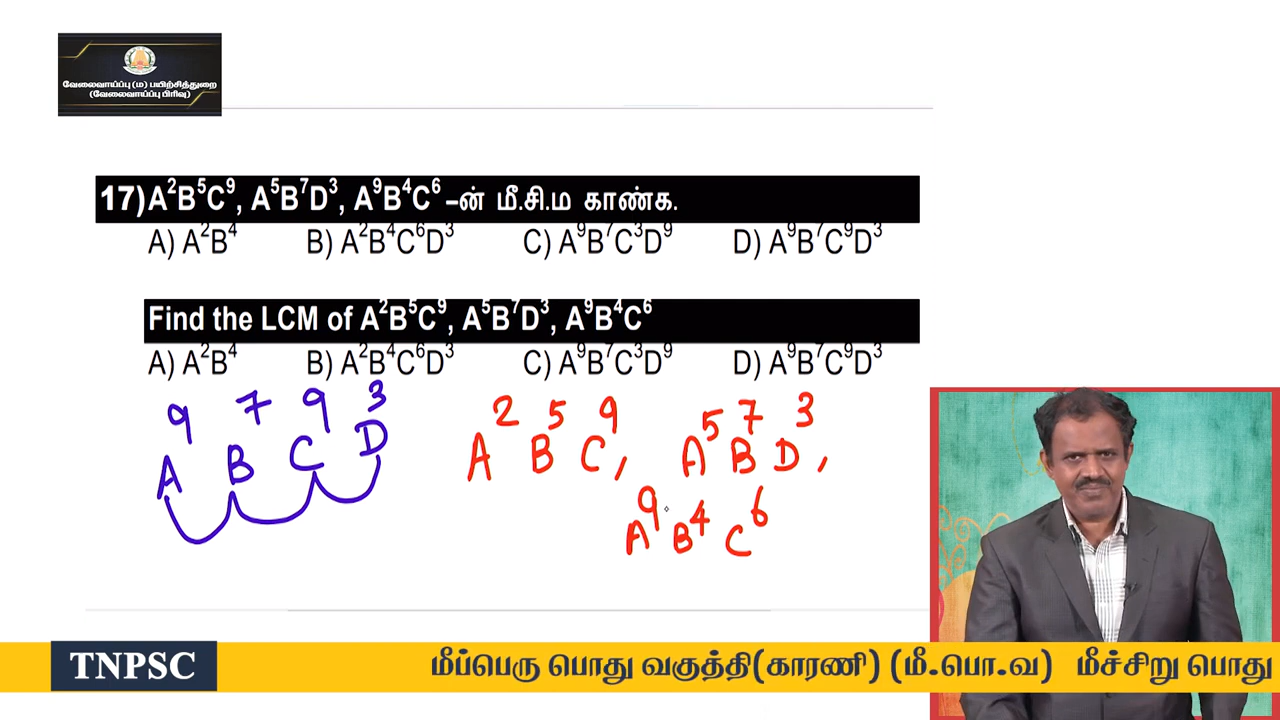 வேலைவாய்ப்பு (ம) பயிற்சித்துறை
(வேலைவாய்ப்பு பிரிவு)
17)A²B⁵C⁹, A⁵B⁷D³, A⁹B⁴C⁶ –ன் மீ.சி.ம காண்க.
A) A²B⁴ B) A²B⁴C⁶D³ C) A⁹B⁷C³D⁹ D) A⁹B⁷C⁹D³
Find the LCM of A²B⁵C⁹, A⁵B⁷D³, A⁹B⁴C⁶
A) A²B⁴ B) A²B⁴C⁶D³ C) A⁹B⁷C³D⁹ D) A⁹B⁷C⁹D³
A⁹ B⁷ C⁹ D³ A² B⁵ C⁹, A⁵ B⁷ D³,
A⁹ B⁴ C⁶
TNPSC மீப்பெரு பொது வகுத்தி(காரணி) (மீ.பொ.வ) மீச்சிறு பொது